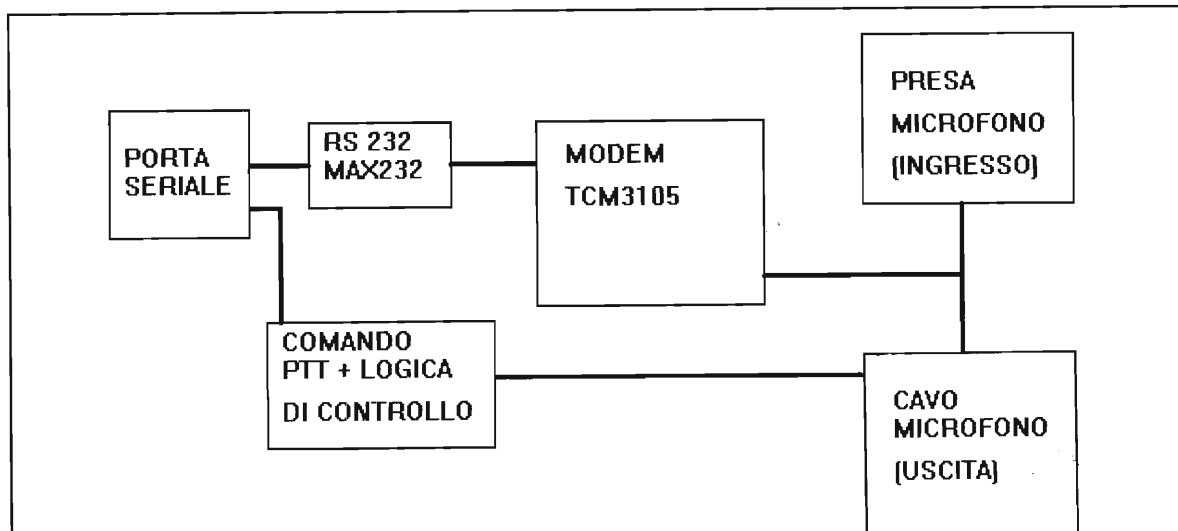 PORTA
SERIALE
RS 232
MAX232
MODEM
TCM3105
PRESA
MICROFONO
(INGRESSO)
COMANDO
PTT + LOGICA
DI CONTROLLO
CAVO
MICROFONO
(USCITA)